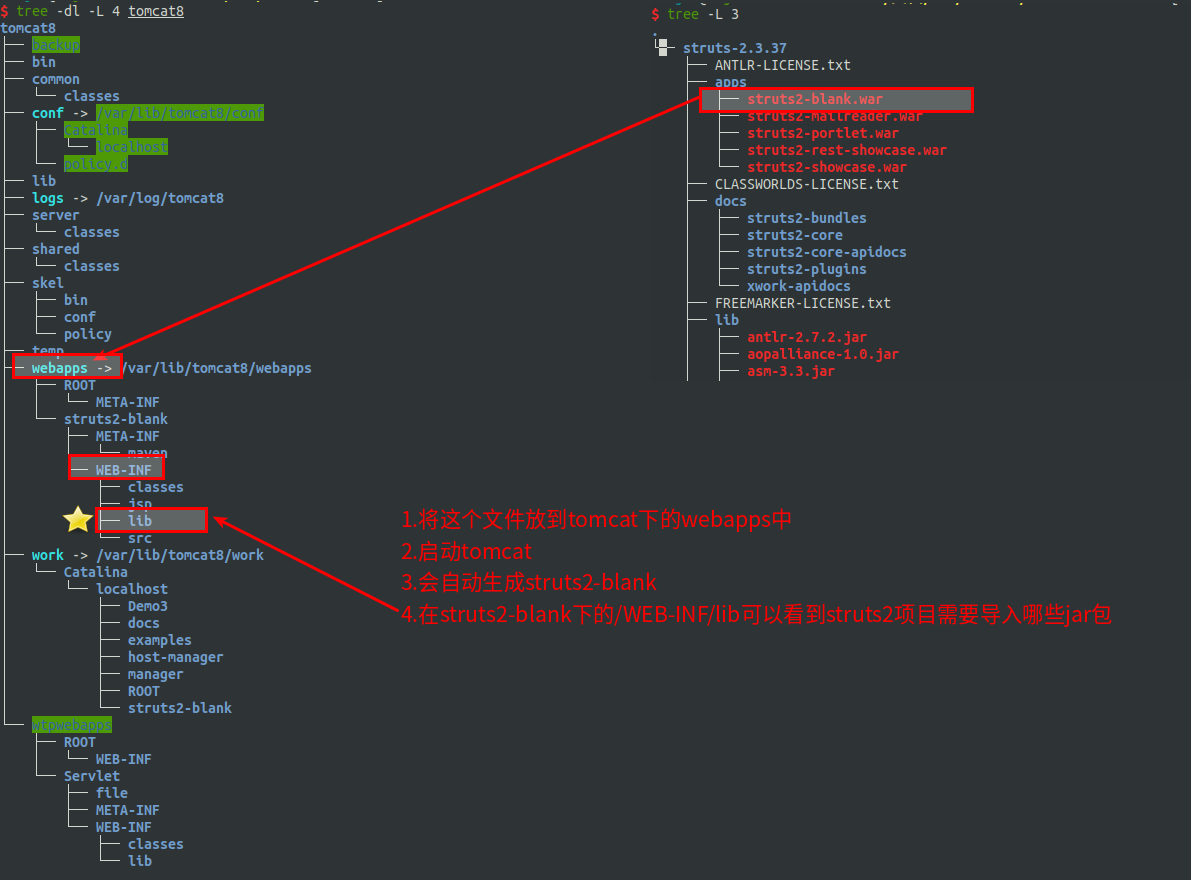 $ tree -dl -L 4 tomcat8
tomcat8
├── backup
├── bin
├── common
│   └── classes
├── conf -> /var/lib/tomcat8/conf
│   ├── Catalina
│   │   └── localhost
│   └── policy.d
├── lib
├── logs -> /var/log/tomcat8
├── server
│   └── classes
├── shared
│   └── classes
├── skel
│   ├── bin
│   ├── conf
│   └── policy
├── temp
├── webapps -> /var/lib/tomcat8/webapps
│   ├── ROOT
│   │   └── META-INF
│   └── struts2-blank
│       ├── META-INF
│       │   └── maven
│       └── WEB-INF
│           ├── classes
│           ├── jsp
│           ├── lib
│           └── src
├── work -> /var/lib/tomcat8/work
│   └── Catalina
│       └── localhost
│           ├── Demo3
│           ├── docs
│           ├── examples
│           ├── host-manager
│           ├── manager
│           ├── ROOT
│           └── struts2-blank
└── wtpwebapps
    ├── ROOT
    │   └── WEB-INF
    └── Servlet
        ├── file
        ├── META-INF
        └── WEB-INF
            ├── classes
            └── lib
$ tree -L 3
.
└── struts-2.3.37
    ├── ANTLR-LICENSE.txt
    ├── apps
    │   ├── struts2-blank.war
    │   ├── struts2-mailreader.war
    │   ├── struts2-portlet.war
    │   ├── struts2-rest-showcase.war
    │   └── struts2-showcase.war
    ├── CLASSWORLDS-LICENSE.txt
    ├── docs
    │   ├── struts2-bundles
    │   ├── struts2-core
    │   ├── struts2-core-apidocs
    │   ├── struts2-plugins
    │   └── xwork-apidocs
    ├── FREEMARKER-LICENSE.txt
    ├── lib
    │   ├── antlr-2.7.2.jar
    │   ├── aopalliance-1.0.jar
    │   ├── asm-3.3.jar
1.将这个文件放到tomcat下的webapps中
2.启动tomcat
3.会自动生成struts2-blank
4.在struts2-blank下的/WEB-INF/lib可以看到struts2项目需要导入哪些jar包